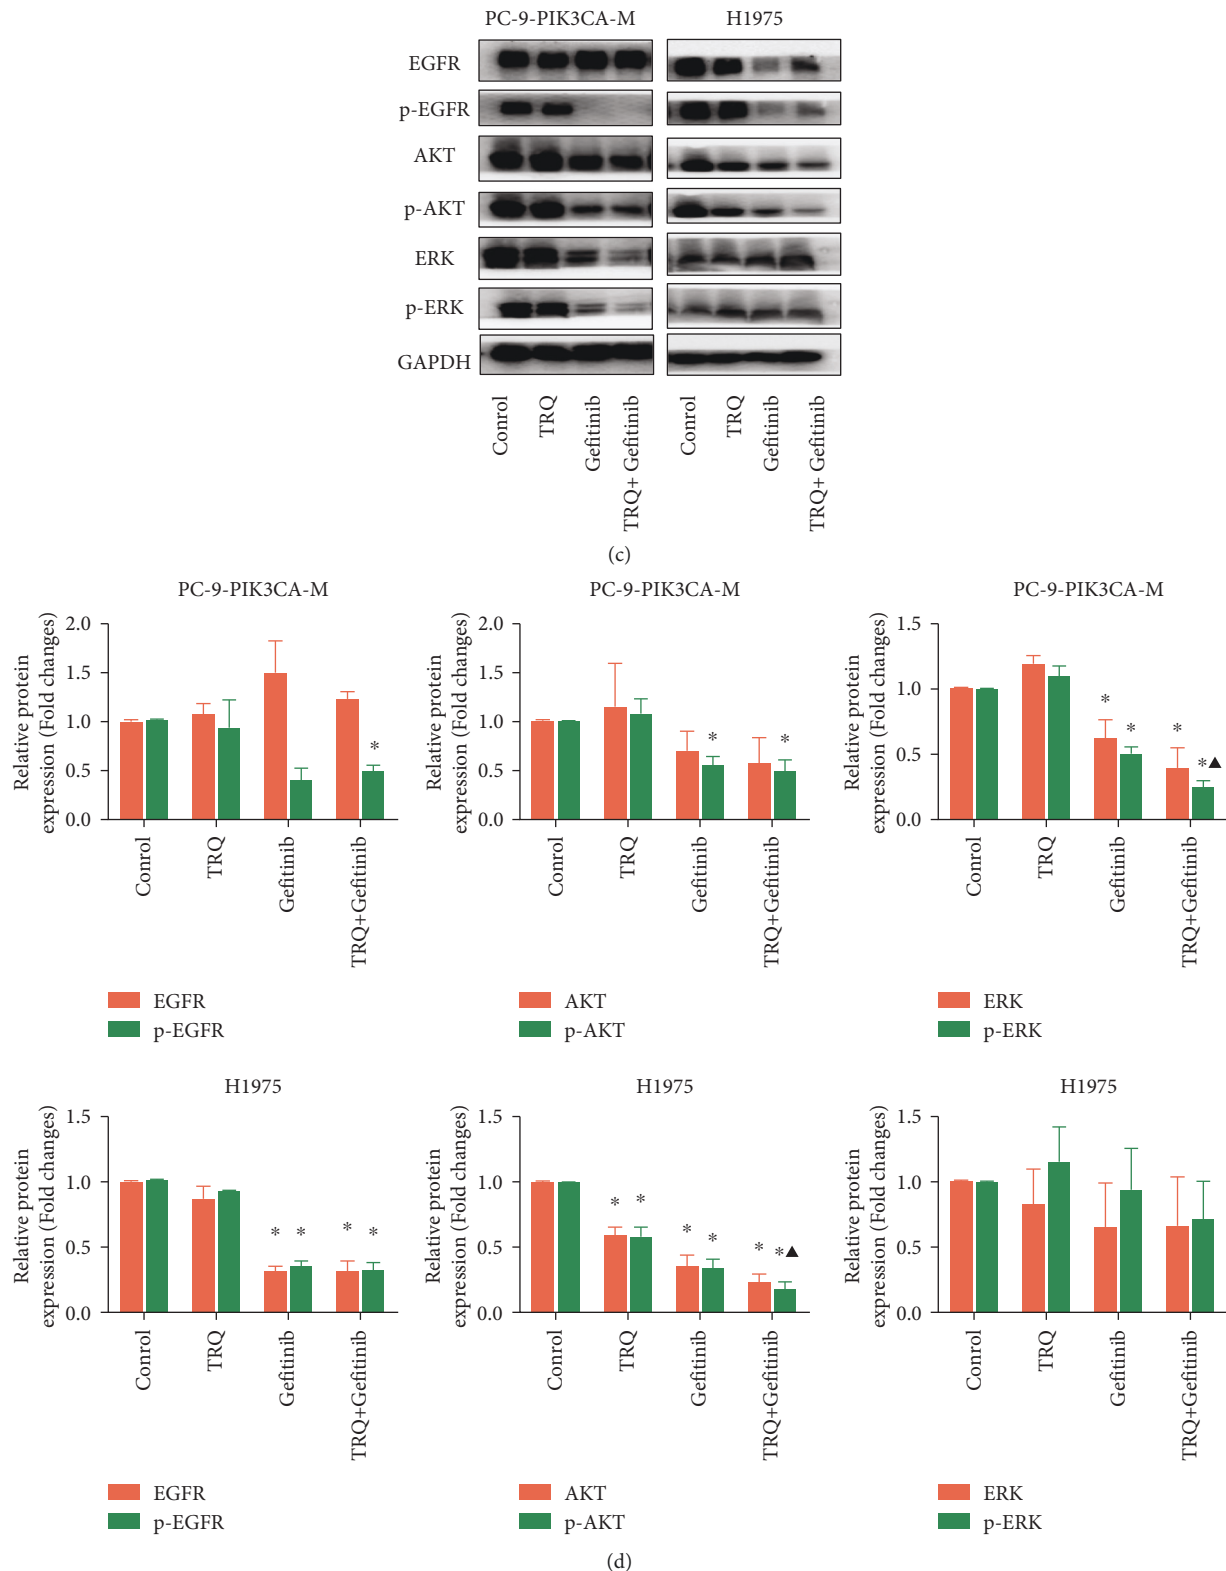 PC-9-PIK3CA-M
H1975
EGFR
p-EGFR
AKT
p-AKT
ERK
p-ERK
GAPDH
Conrol
TRQ
Gefitinib
TRQ+ Gefitinib
Conrol
TRQ
Gefitinib
TRQ+ Gefitinib
(c)
PC-9-PIK3CA-M
Relative protein
expression (Fold changes)
2.0
1.5
1.0
0.5
0.0
*
Conrol
TRQ
Gefitinib
TRQ+Gefitinib
EGFR
p-EGFR
PC-9-PIK3CA-M
Relative protein
expression (Fold changes)
2.0
1.5
1.0
0.5
0.0
* *
Conrol
TRQ
Gefitinib
TRQ+Gefitinib
AKT
p-AKT
PC-9-PIK3CA-M
Relative protein
expression (Fold changes)
1.5
1.0
0.5
0.0
* * * *▲
Conrol
TRQ
Gefitinib
TRQ+Gefitinib
ERK
p-ERK
H1975
Relative protein
expression (Fold changes)
1.5
1.0
0.5
0.0
* * * *
Conrol
TRQ
Gefitinib
TRQ+Gefitinib
EGFR
p-EGFR
H1975
Relative protein
expression (Fold changes)
1.5
1.0
0.5
0.0
* * * * * *▲
Conrol
TRQ
Gefitinib
TRQ+Gefitinib
AKT
p-AKT
H1975
Relative protein
expression (Fold changes)
1.5
1.0
0.5
0.0
Conrol
TRQ
Gefitinib
TRQ+Gefitinib
ERK
p-ERK
(d)